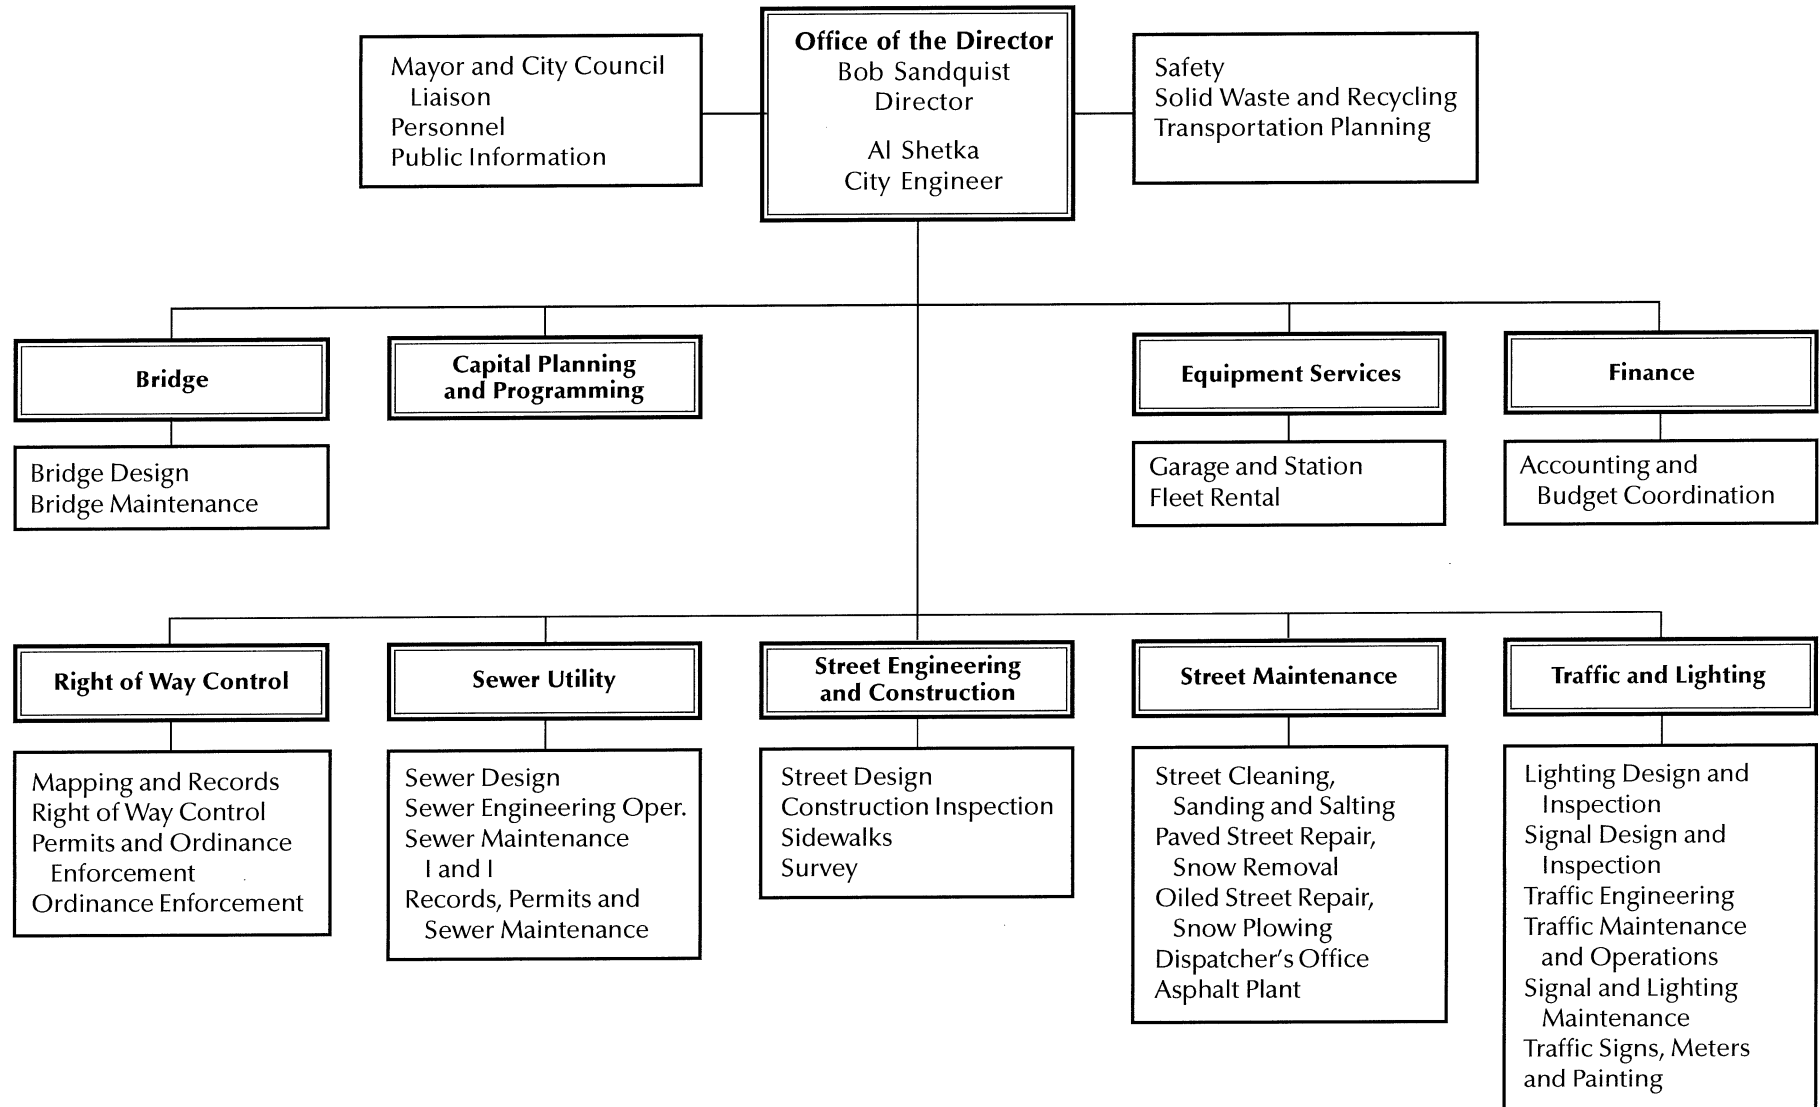 Office of the Director
Bob Sandquist
Director
Al Shetka
City Engineer
Mayor and City Council
Liaison
Personnel
Public Information
Safety
Solid Waste and Recycling
Transportation Planning
Bridge
Bridge Design
Bridge Maintenance
Capital Planning
and Programming
Equipment Services
Garage and Station
Fleet Rental
Finance
Accounting and
Budget Coordination
Right of Way Control
Mapping and Records
Right of Way Control
Permits and Ordinance
Enforcement
Ordinance Enforcement
Sewer Utility
Sewer Design
Sewer Engineering Oper.
Sewer Maintenance
I and I
Records, Permits and
Sewer Maintenance
Street Engineering
and Construction
Street Design
Construction Inspection
Sidewalks
Survey
Street Maintenance
Street Cleaning,
Sanding and Salting
Paved Street Repair,
Snow Removal
Oiled Street Repair,
Snow Plowing
Dispatcher's Office
Asphalt Plant
Traffic and Lighting
Lighting Design and
Inspection
Signal Design and
Inspection
Traffic Engineering
Traffic Maintenance
and Operations
Signal and Lighting
Maintenance
Traffic Signs, Meters
and Painting